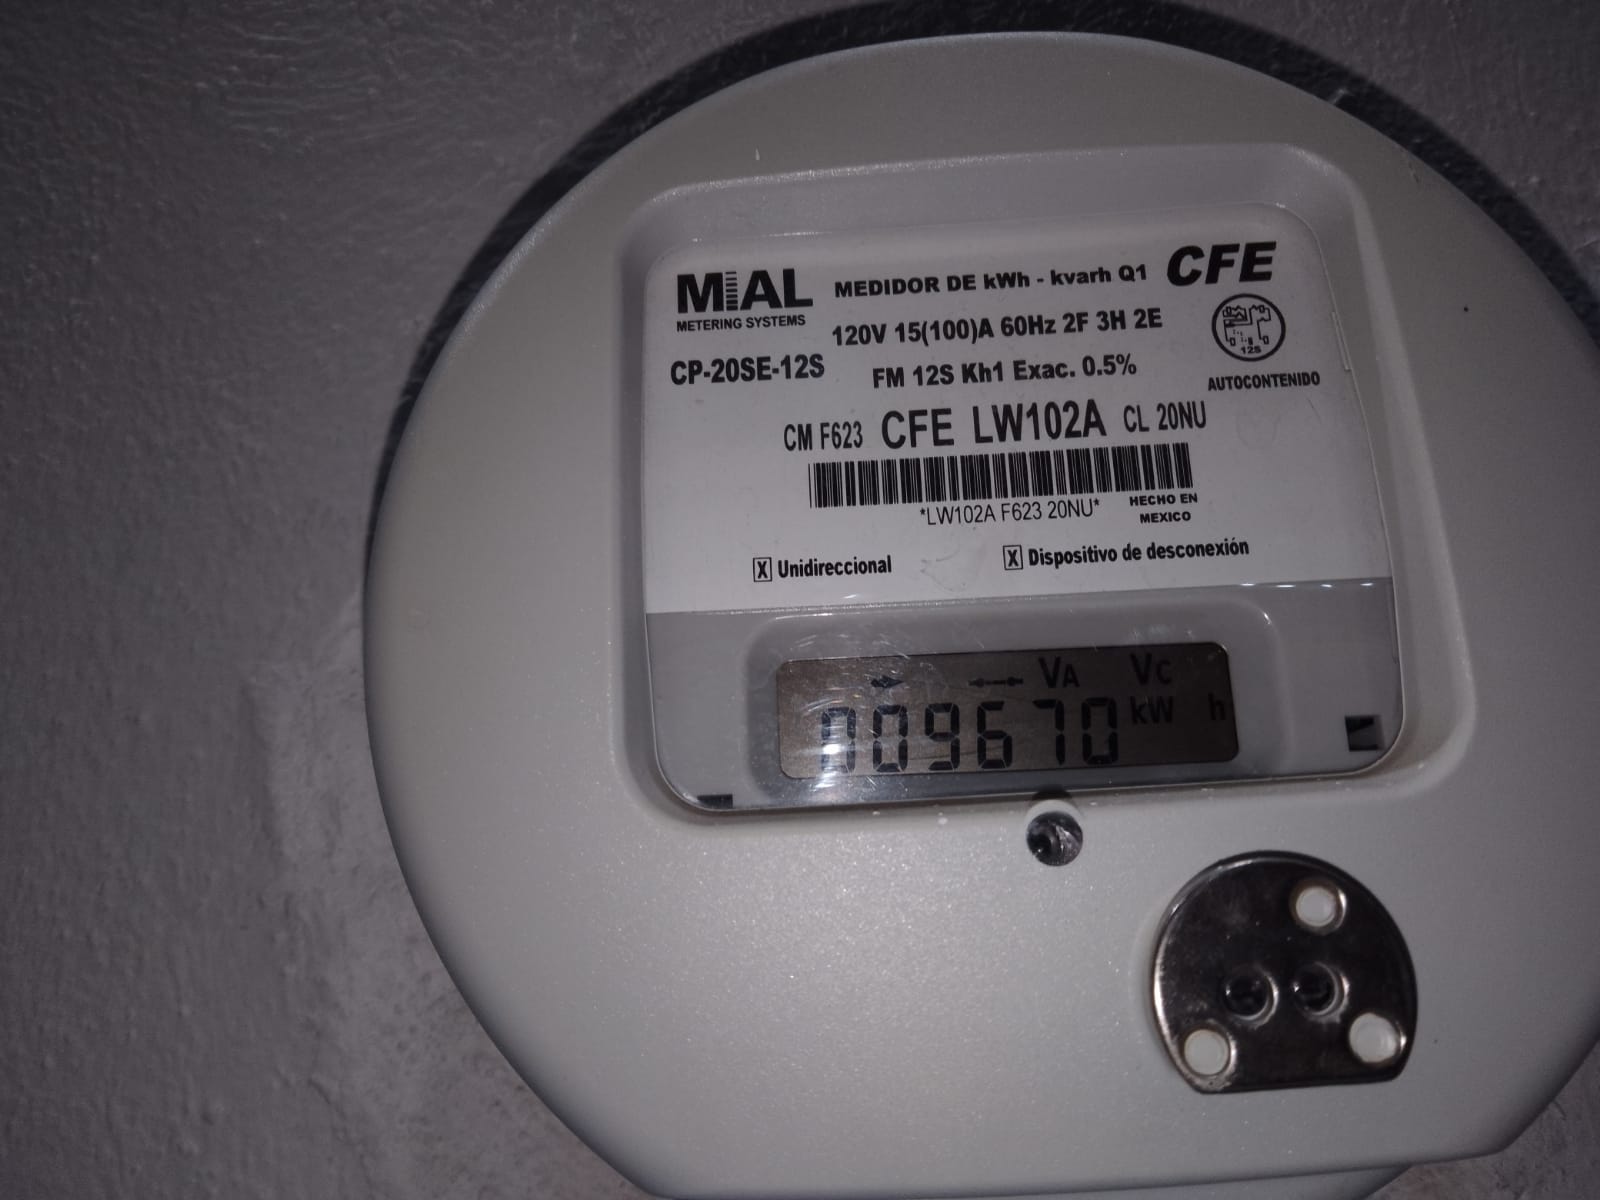 MIAL
METERING SYSTEMS
MEDIDOR DE kWh - kvarh Q1
CFE
120V 15(100)A 60Hz 2F 3H 2E
CP-20SE-12S
FM 12S Kh1 Exac. 0.5%
12S
AUTOCONTENIDO
CM F623 CFE LW102A CL 20NU
*LW102A F623 20NU*
HECHO EN
MEXICO
X Unidireccional
X Dispositivo de desconexión
VA VC
009670 kW h